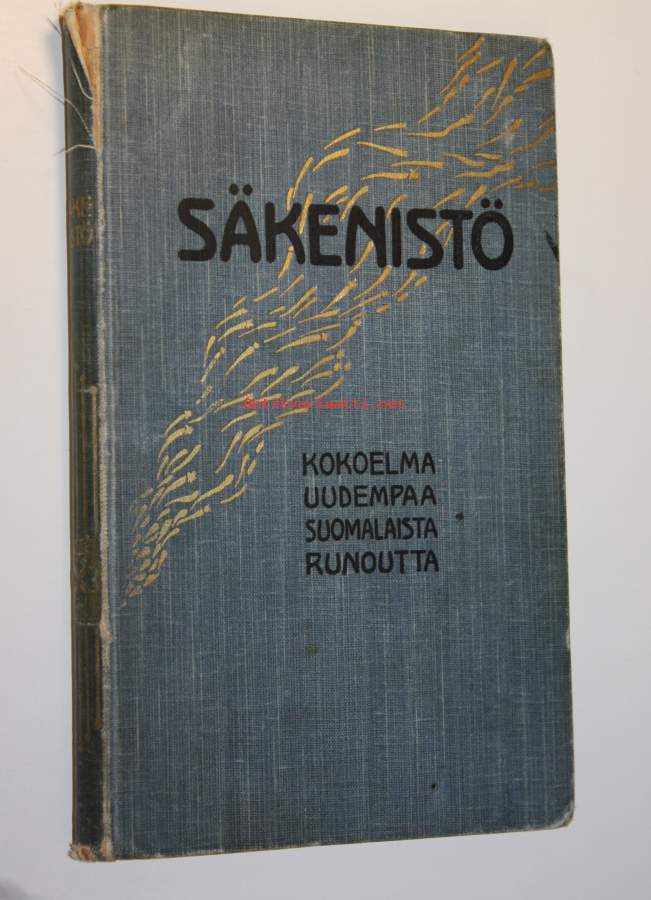 SÄKENISTÖ
Antikvariaatti.net
KOKOELMA
UUDEMPAA
SUOMALAISTA
RUNOUTTA